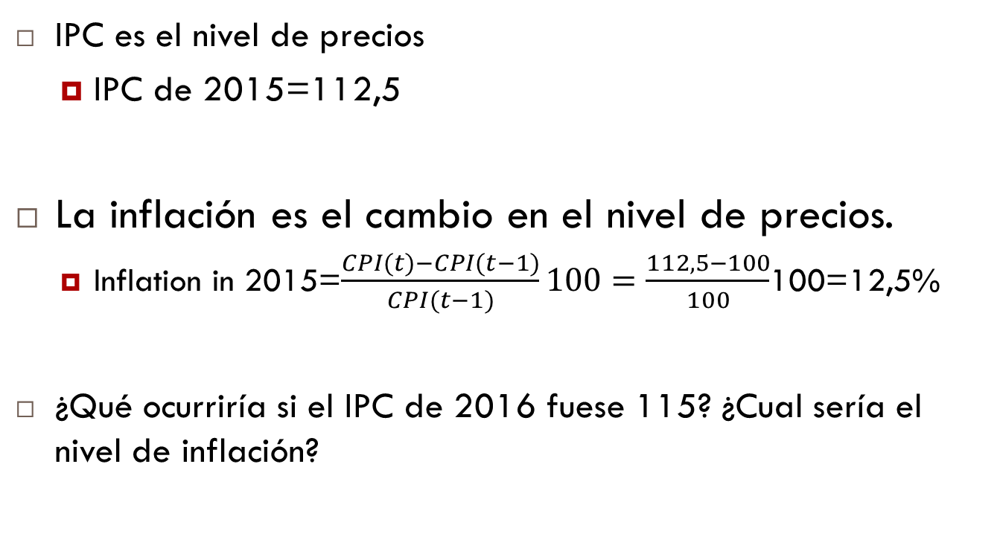 IPC es el nivel de precios
IPC de 2015=112,5
La inflación es el cambio en el nivel de precios.
Inflation in 2015=\frac{CPI(t)−CPI(t−1)}{CPI(t−1)} 100 = \frac{112,5−100}{100}100=12,5%
¿Qué ocurriría si el IPC de 2016 fuese 115? ¿Cual sería el
nivel de inflación?